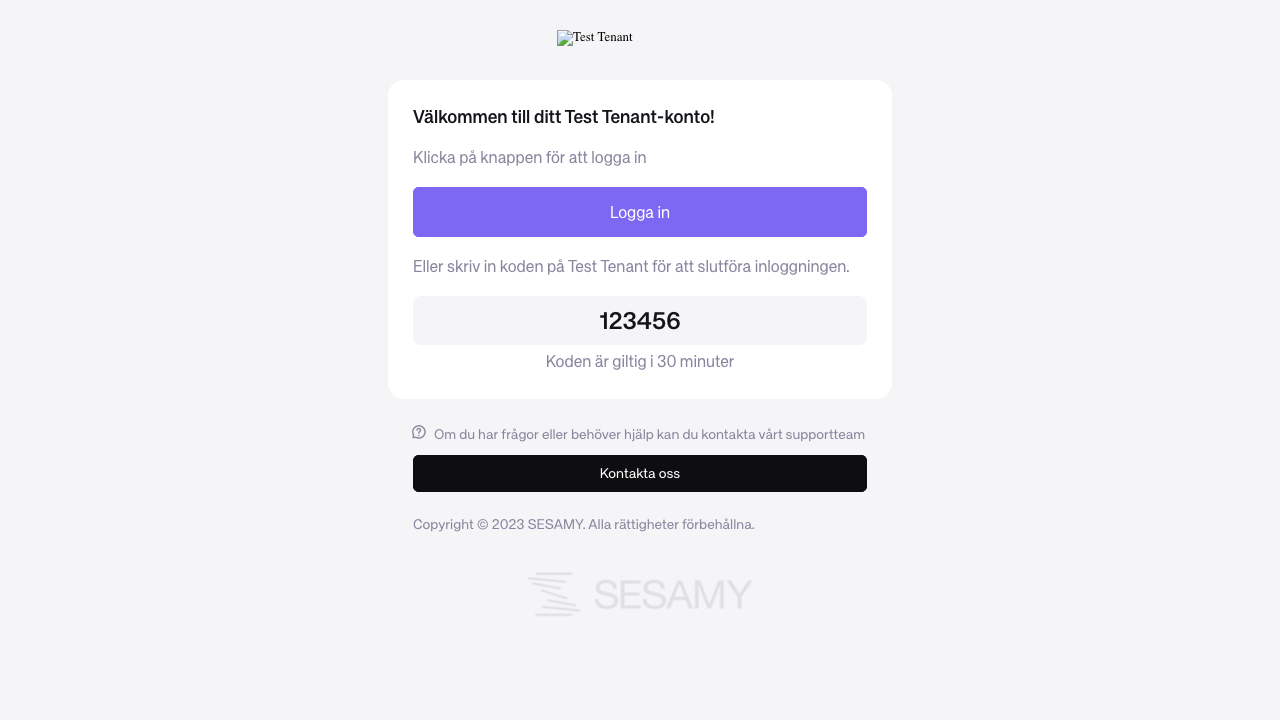 Test Tenant
Välkommen till ditt Test Tenant-konto!
Klicka på knappen för att logga in
Logga in
Eller skriv in koden på Test Tenant för att slutföra inloggningen.
123456
Koden är giltig i 30 minuter
Om du har frågor eller behöver hjälp kan du kontakta vårt supportteam
Kontakta oss
Copyright © 2023 SESAMY. Alla rättigheter förbehållna.
SESAMY